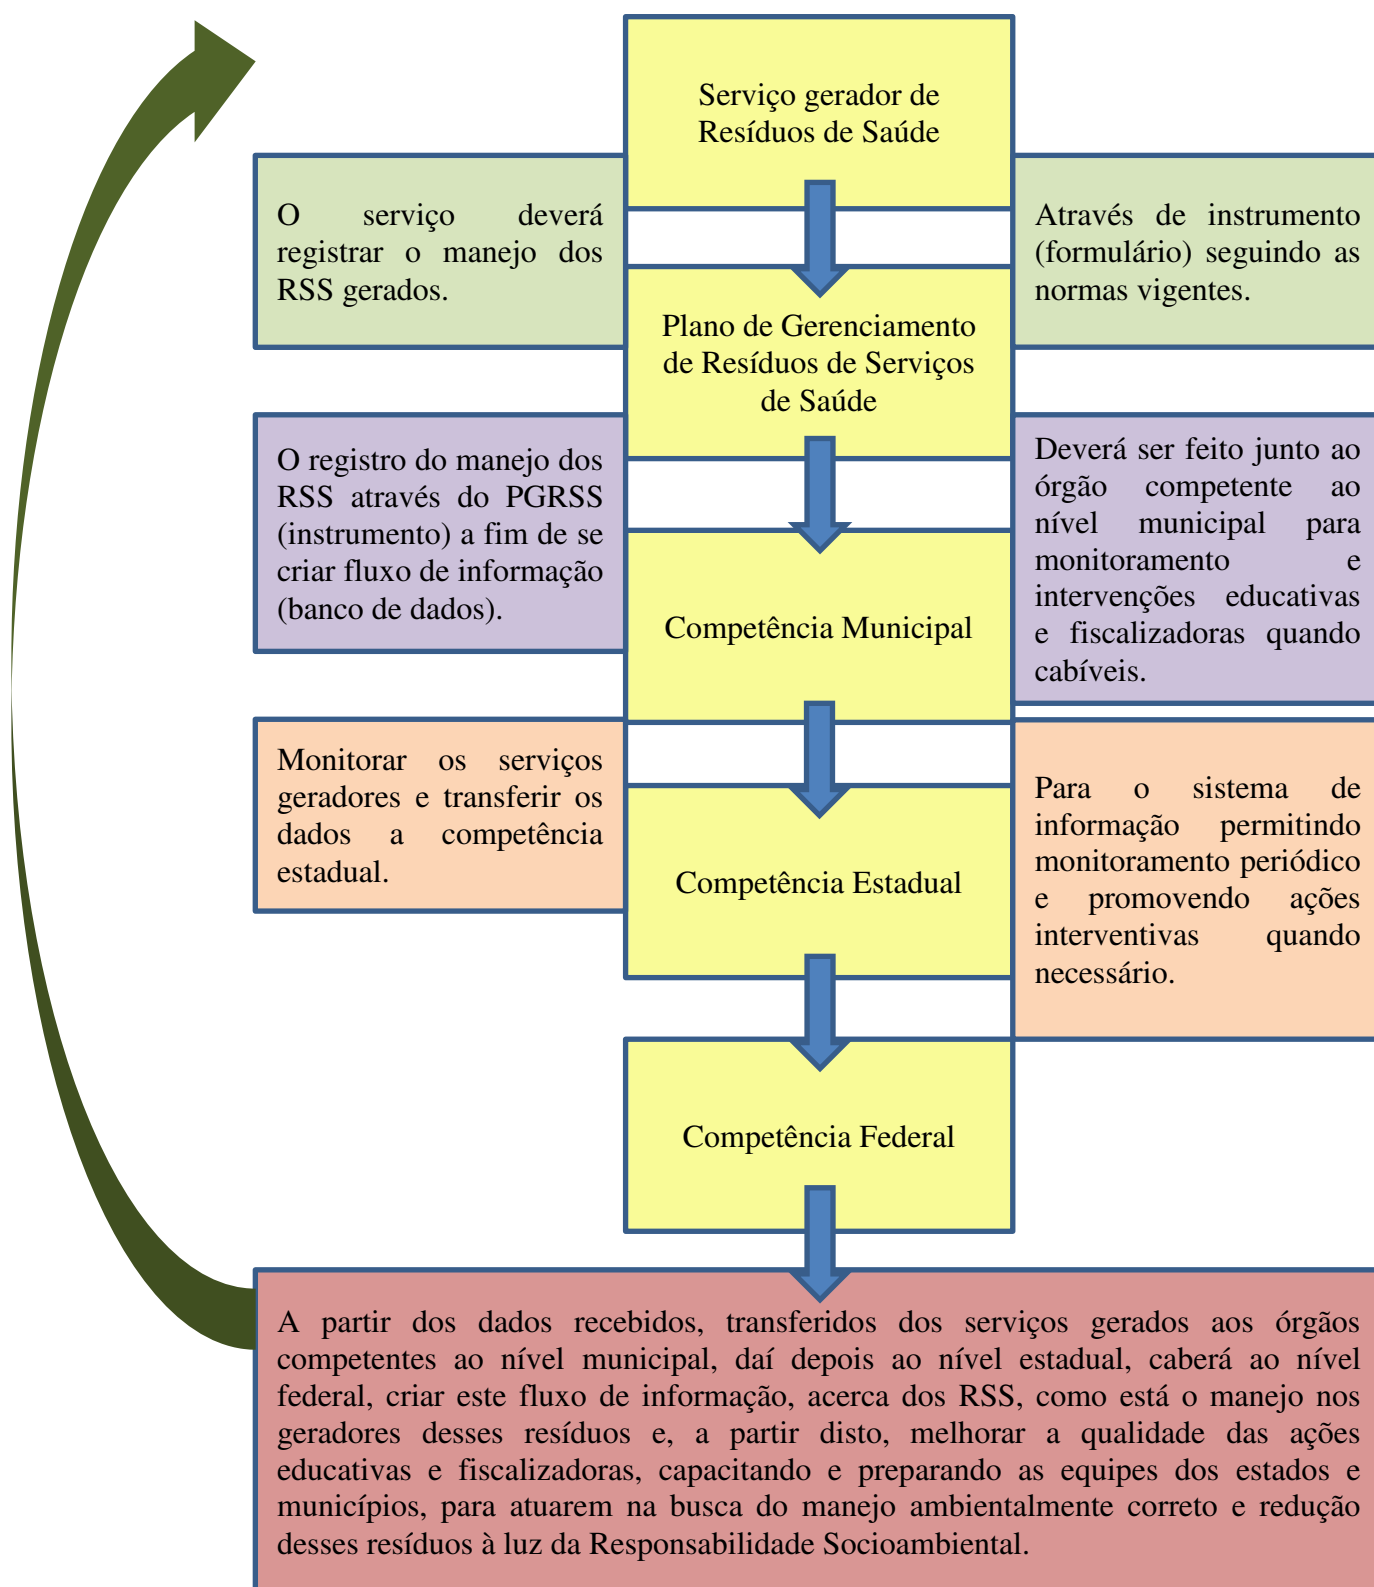 Serviço gerador de
Resíduos de Saúde
O serviço deverá
registrar o manejo dos
RSS gerados.
Através de instrumento
(formulário) seguindo as
normas vigentes.
Plano de Gerenciamento
de Resíduos de Serviços
de Saúde
O registro do manejo dos
RSS através do PGRSS
(instrumento) a fim de se
criar fluxo de informação
(banco de dados).
Deverá ser feito junto ao
órgão competente ao
nível municipal para
monitoramento e
intervenções educativas
e fiscalizadoras quando
cabíveis.
Competência Municipal
Monitorar os serviços
geradores e transferir os
dados a competência
estadual.
Para o sistema de
informação permitindo
monitoramento periódico
e promovendo ações
interventivas quando
necessário.
Competência Estadual
Competência Federal
A partir dos dados recebidos, transferidos dos serviços gerados aos órgãos
competentes ao nível municipal, daí depois ao nível estadual, caberá ao nível
federal, criar este fluxo de informação, acerca dos RSS, como está o manejo nos
geradores desses resíduos e, a partir disto, melhorar a qualidade das ações
educativas e fiscalizadoras, capacitando e preparando as equipes dos estados e
municípios, para atuarem na busca do manejo ambientalmente correto e redução
desses resíduos à luz da Responsabilidade Socioambiental.